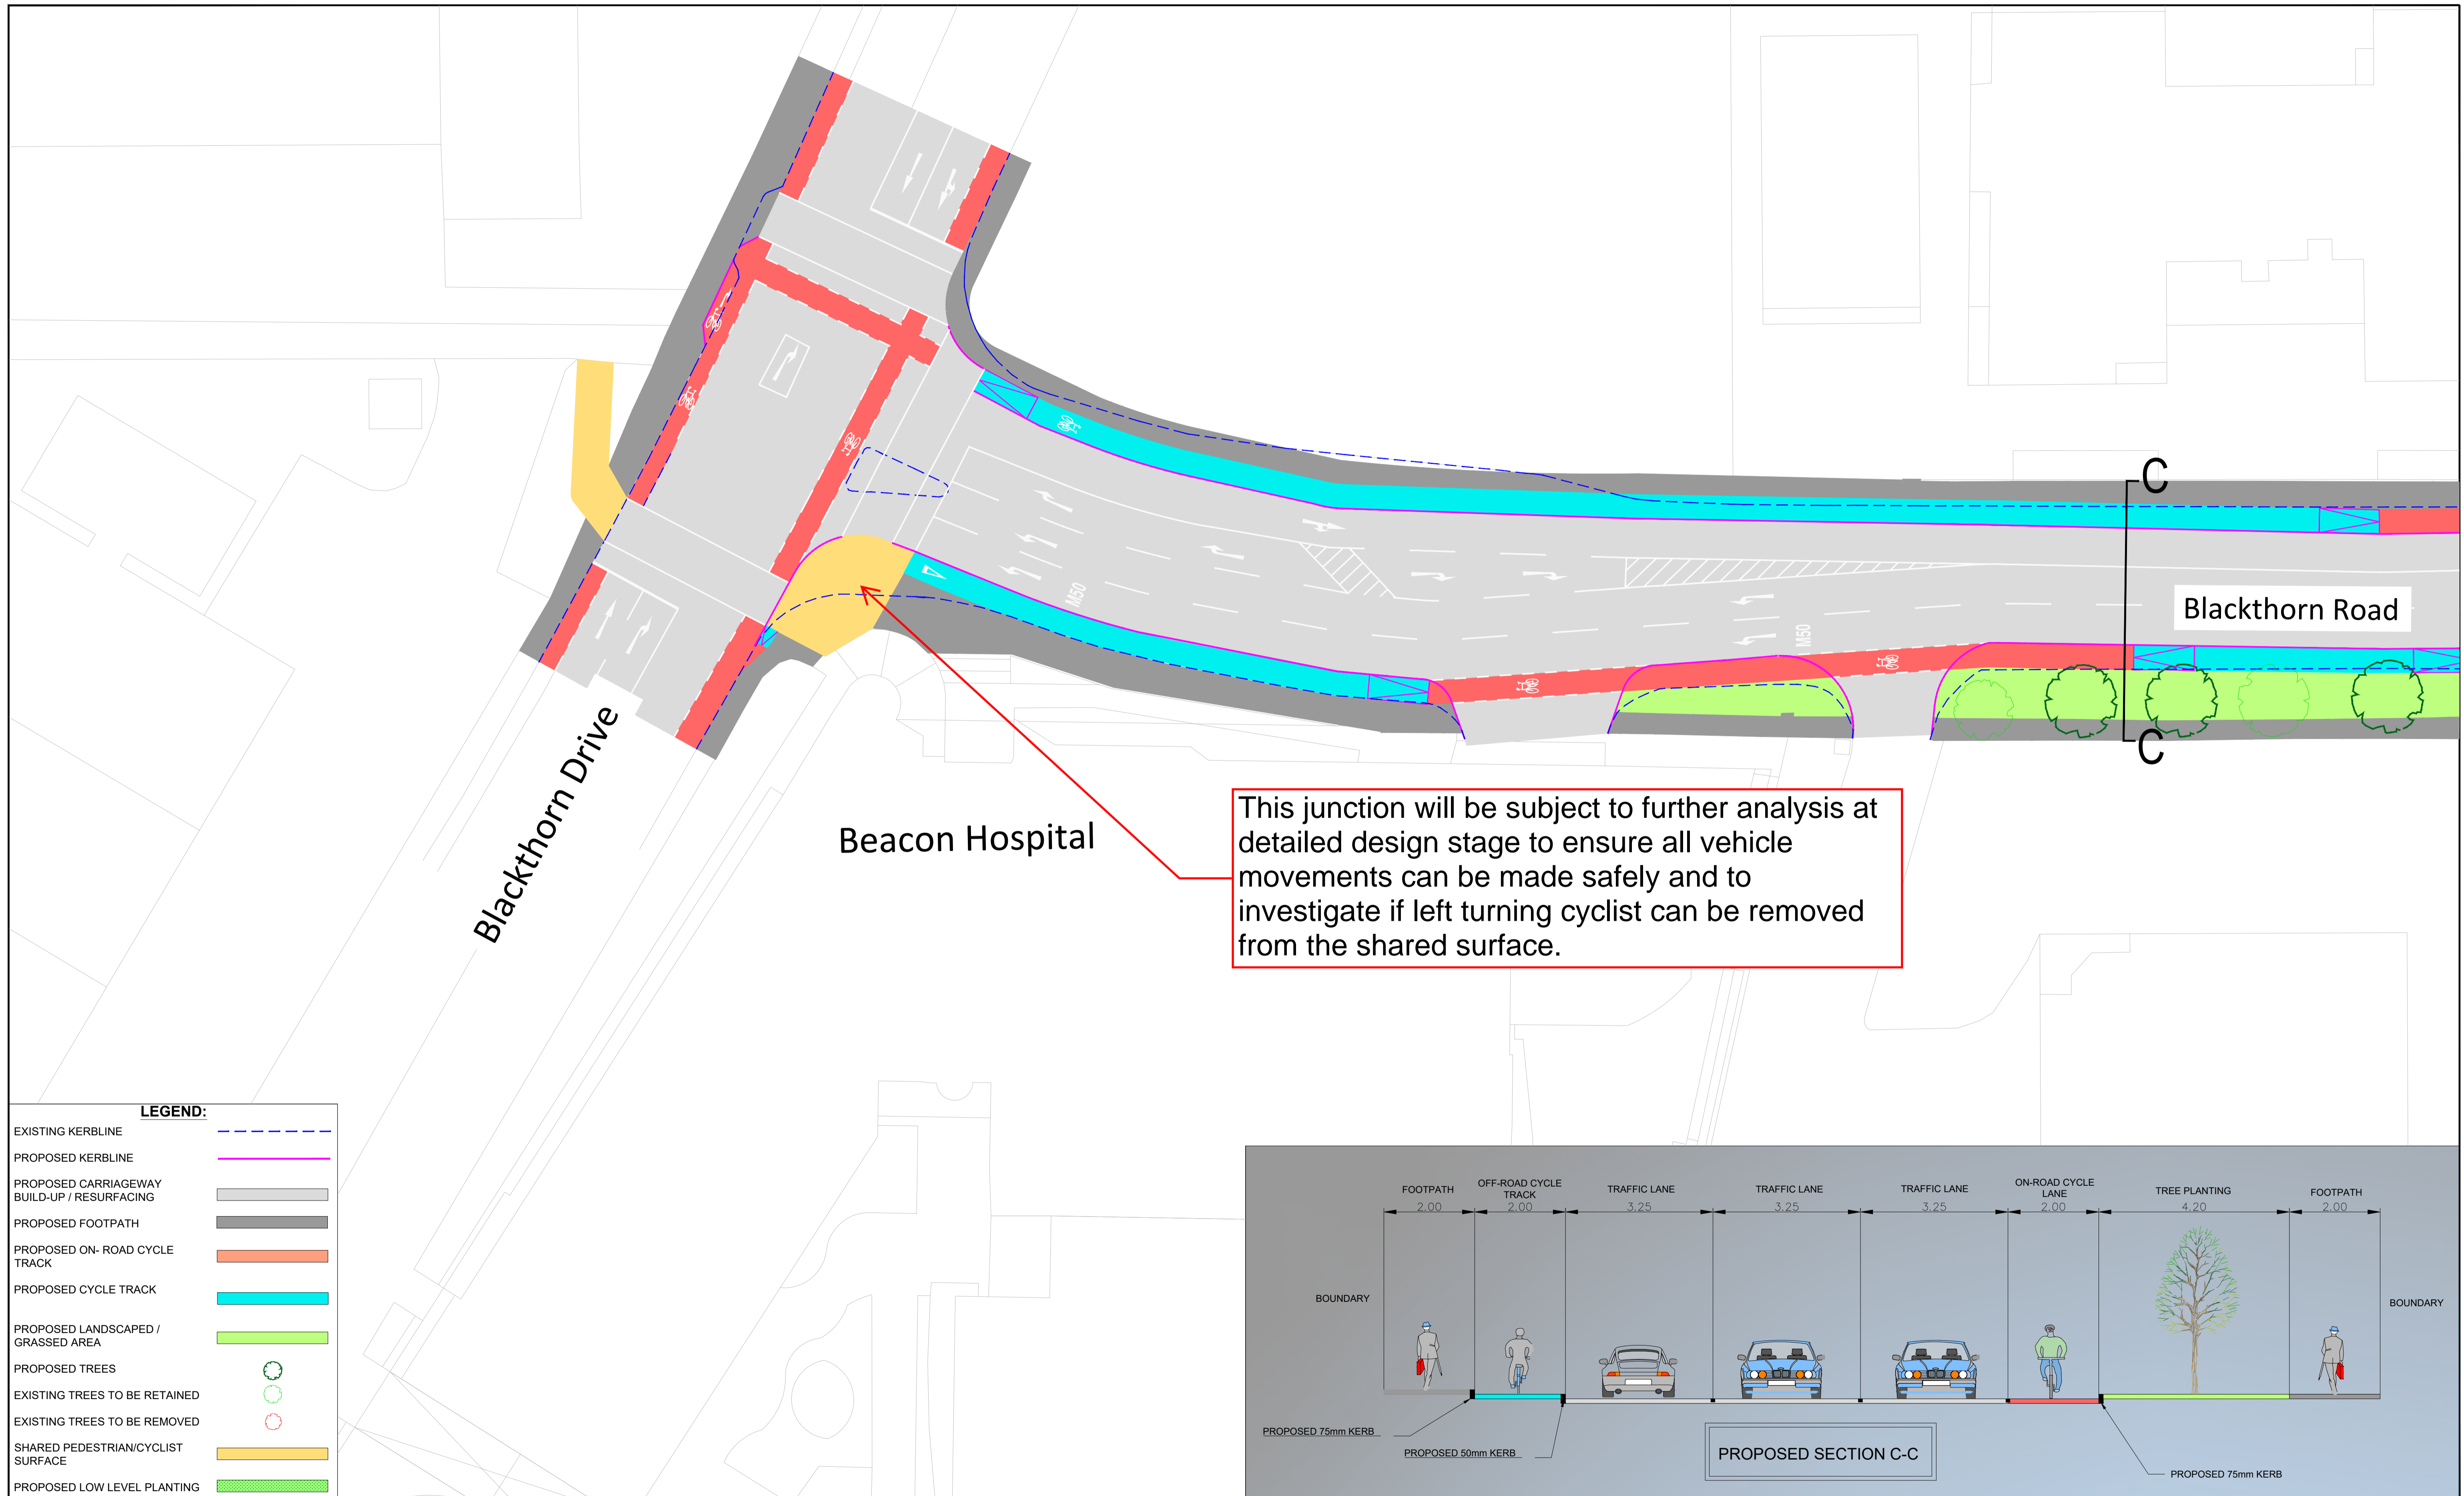 C
Blackthorn Road
M50
M50
C
Blackthorn Drive
Beacon Hospital
This junction will be subject to further analysis at
detailed design stage to ensure all vehicle
movements can be made safely and to
investigate if left turning cyclist can be removed
from the shared surface.
LEGEND:
EXISTING KERBLINE
PROPOSED KERBLINE
PROPOSED CARRIAGEWAY
BUILD-UP / RESURFACING
PROPOSED FOOTPATH
PROPOSED ON- ROAD CYCLE
TRACK
PROPOSED CYCLE TRACK
PROPOSED LANDSCAPED /
GRASSED AREA
PROPOSED TREES
EXISTING TREES TO BE RETAINED
EXISTING TREES TO BE REMOVED
SHARED PEDESTRIAN/CYCLIST
SURFACE
PROPOSED LOW LEVEL PLANTING
FOOTPATH
2.00
OFF-ROAD CYCLE
TRACK
2.00
TRAFFIC LANE
3.25
TRAFFIC LANE
3.25
TRAFFIC LANE
3.25
ON-ROAD CYCLE
LANE
2.00
TREE PLANTING
4.20
FOOTPATH
2.00
BOUNDARY
BOUNDARY
PROPOSED 75mm KERB
PROPOSED 50mm KERB
PROPOSED SECTION C-C
PROPOSED 75mm KERB